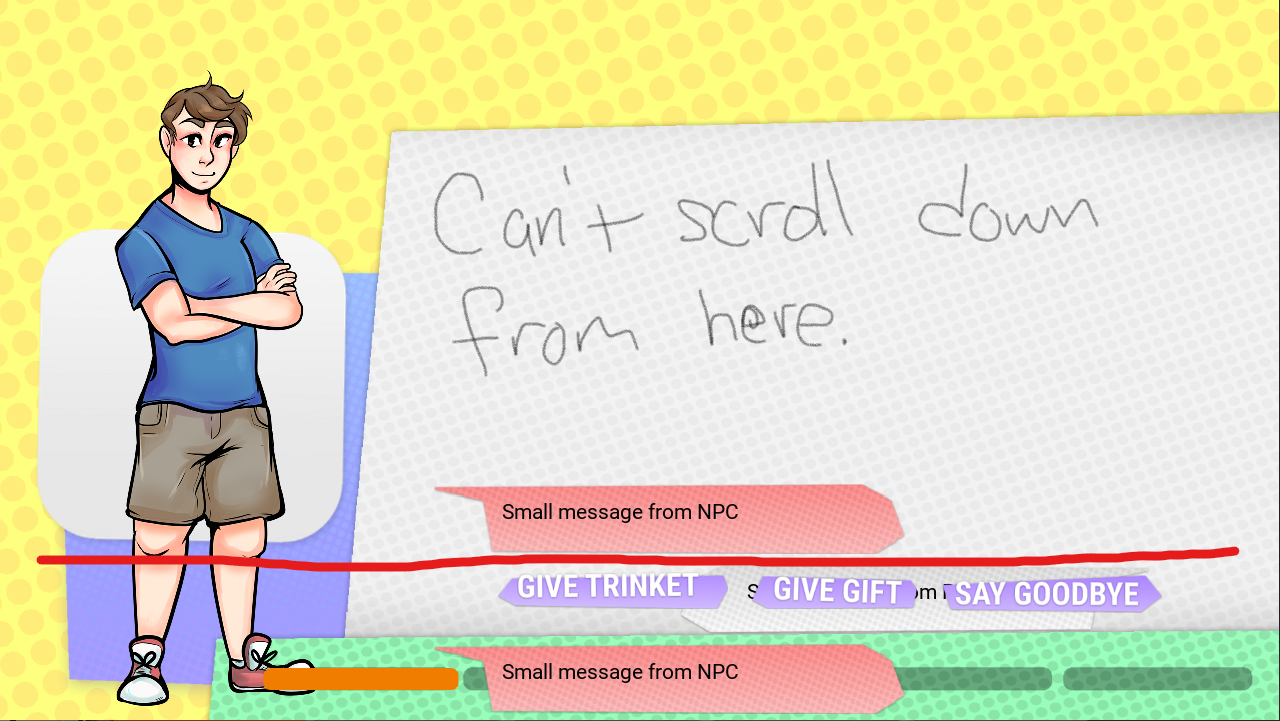 Can't scroll down
from here.
Small message from NPC
GIVE TRINKET
GIVE GIFT
SAY GOODBYE
Small message from NPC